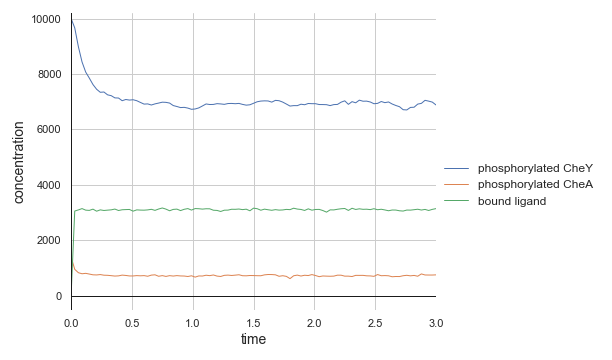 concentration
10000
8000
6000
4000
2000
0
0.0 0.5 1.0 1.5 2.0 2.5 3.0
time
phosphorylated CheY
phosphorylated CheA
bound ligand